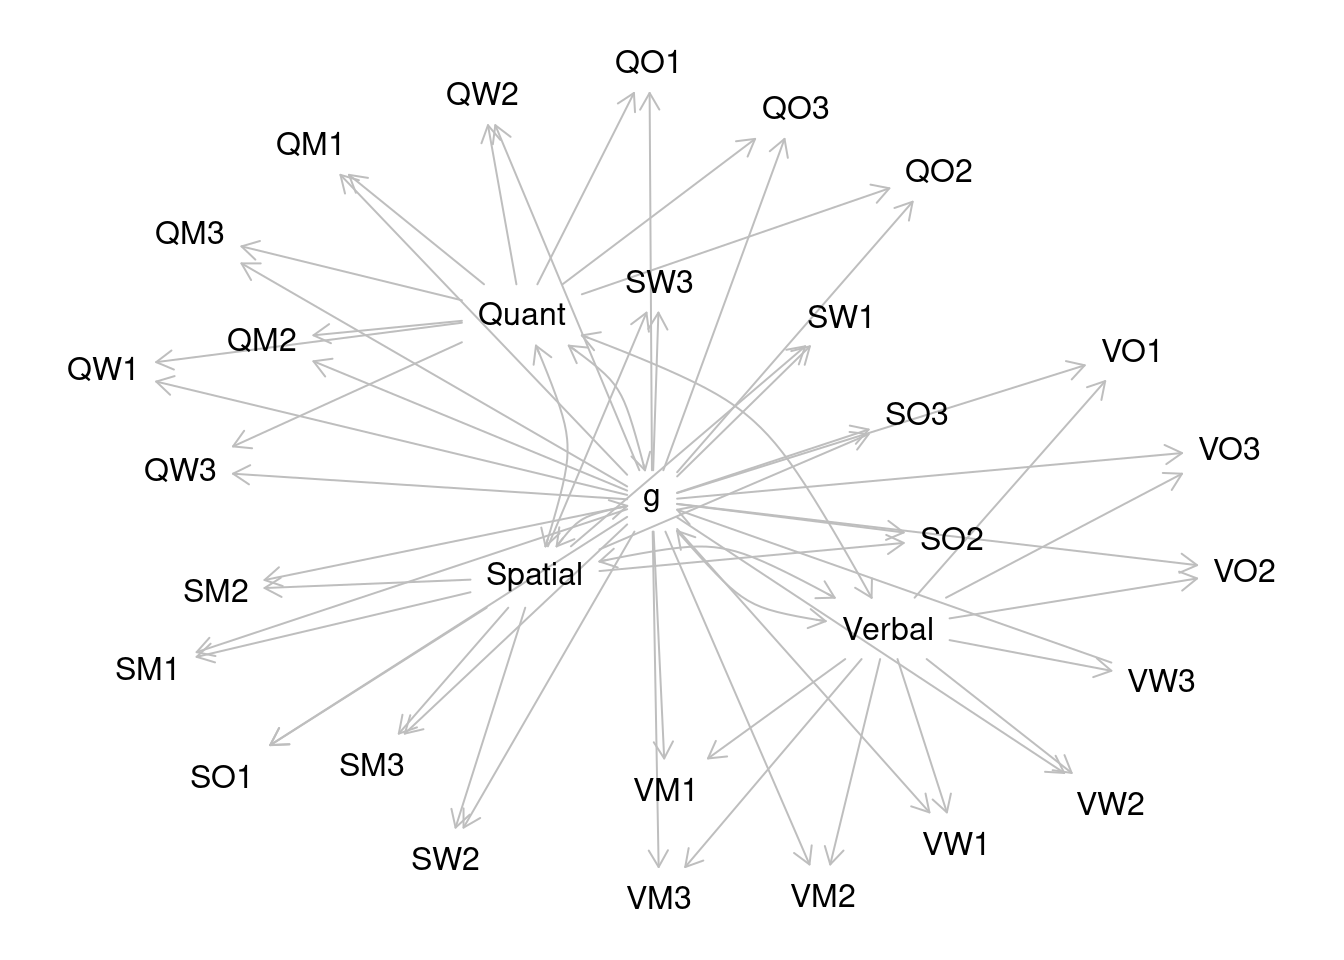 QO1
QW2
QO3
QM1
QO2
QM3
SW3
Quant
SW1
QM2
VO1
QW1
SO3
VO3
QW3
g
SO2
VO2
Spatial
SM2
Verbal
SM1
VW3
SM3
SO1
VM1
VW2
VW1
SW2
VM2
VM3